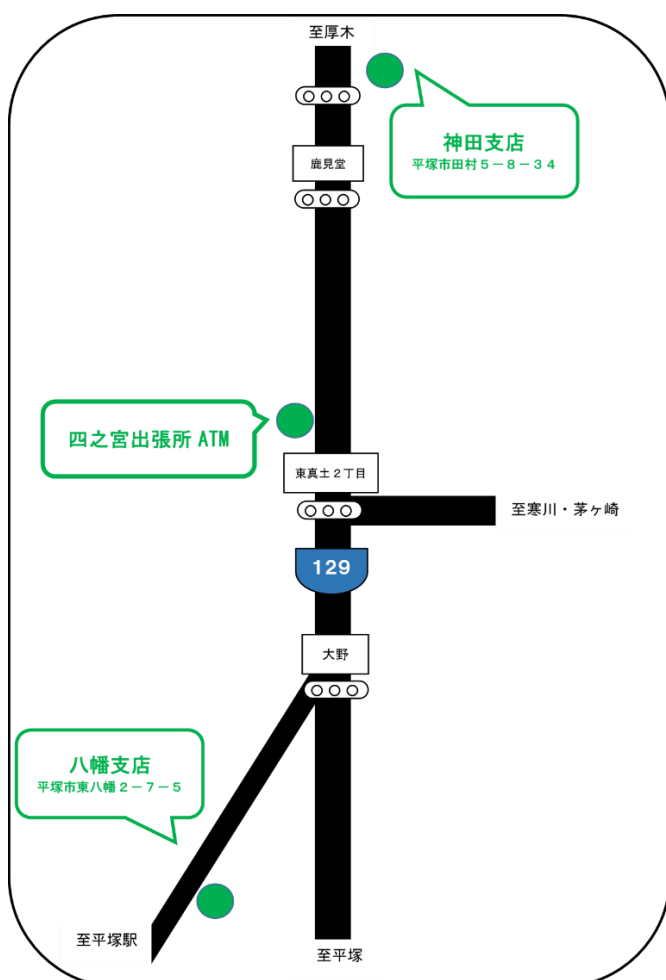 至厚木
神田支店
平塚市田村５－８－３４
鹿見堂
四之宮出張所 ATM
東真土２丁目
至寒川・茅ヶ崎
129
大野
八幡支店
平塚市東八幡２－７－５
至平塚駅
至平塚